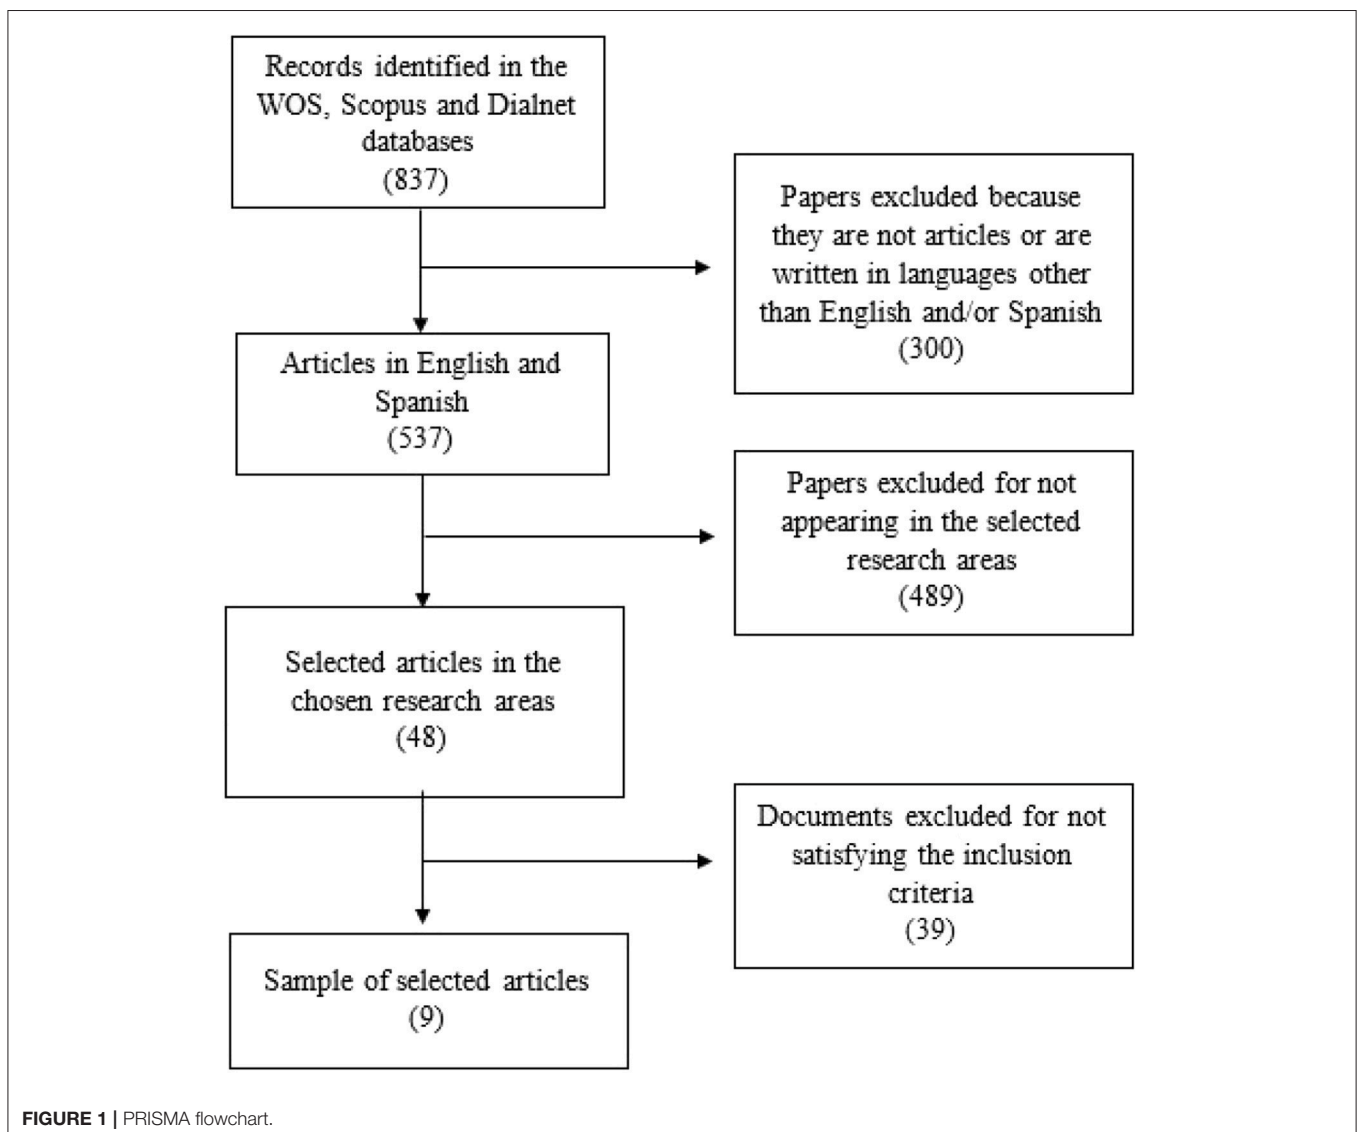 Records identified in the
WOS, Scopus and Dialnet
databases
(837)
Papers excluded because
they are not articles or are
written in languages other
than English and/or Spanish
(300)
Articles in English and
Spanish
(537)
Papers excluded for not
appearing in the selected
research areas
(489)
Selected articles in the
chosen research areas
(48)
Documents excluded for not
satisfying the inclusion
criteria
(39)
Sample of selected articles
(9)
FIGURE 1 | PRISMA flowchart.